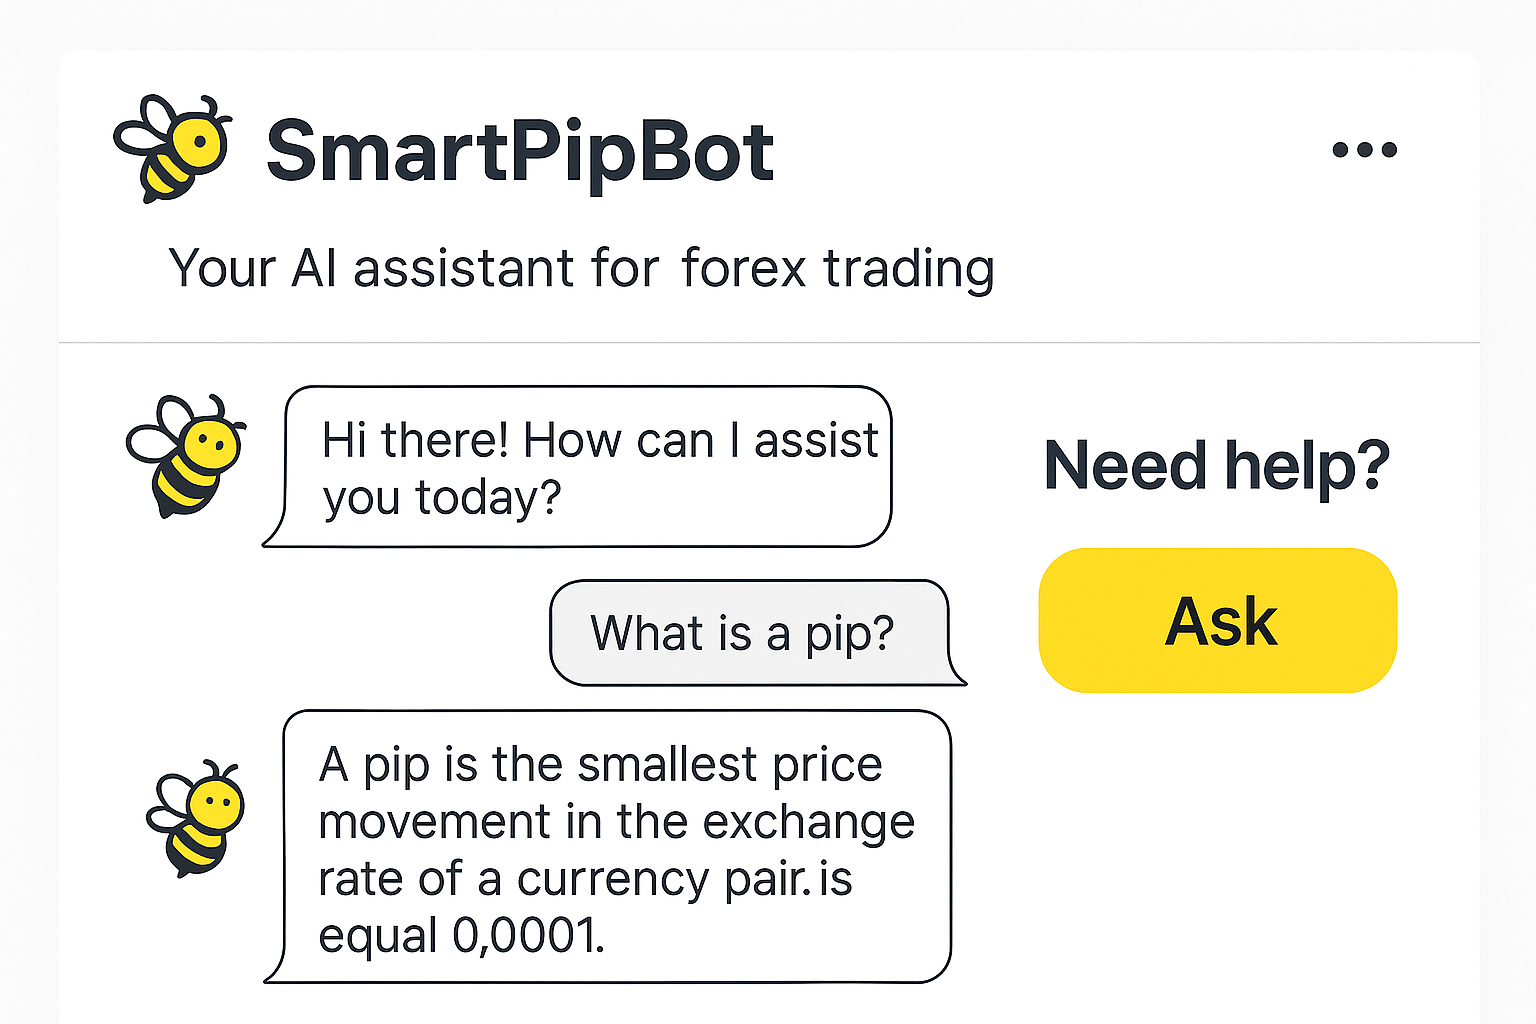 SmartPipBot
Your AI assistant for forex trading
Hi there! How can I assist
you today?
Need help?
Ask
What is a pip?
A pip is the smallest price
movement in the exchange
rate of a currency pair. is
equal 0,0001.